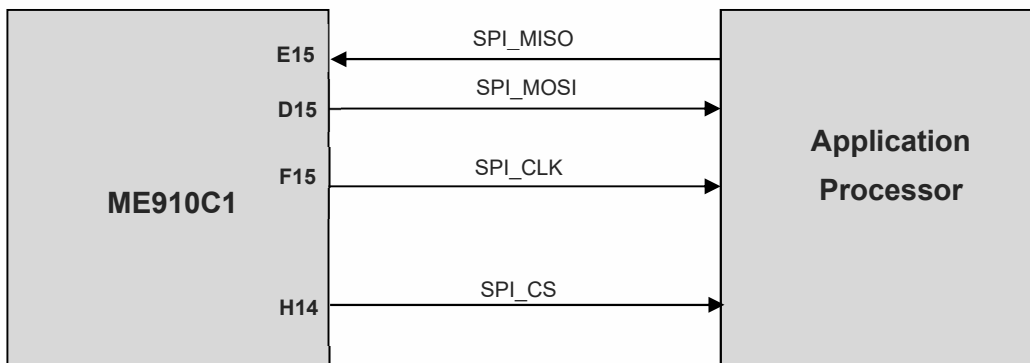 SPI_MISO
E15
SPI_MOSI
D15
Application
Processor
SPI_CLK
F15
ME910C1
SPI_CS
H14